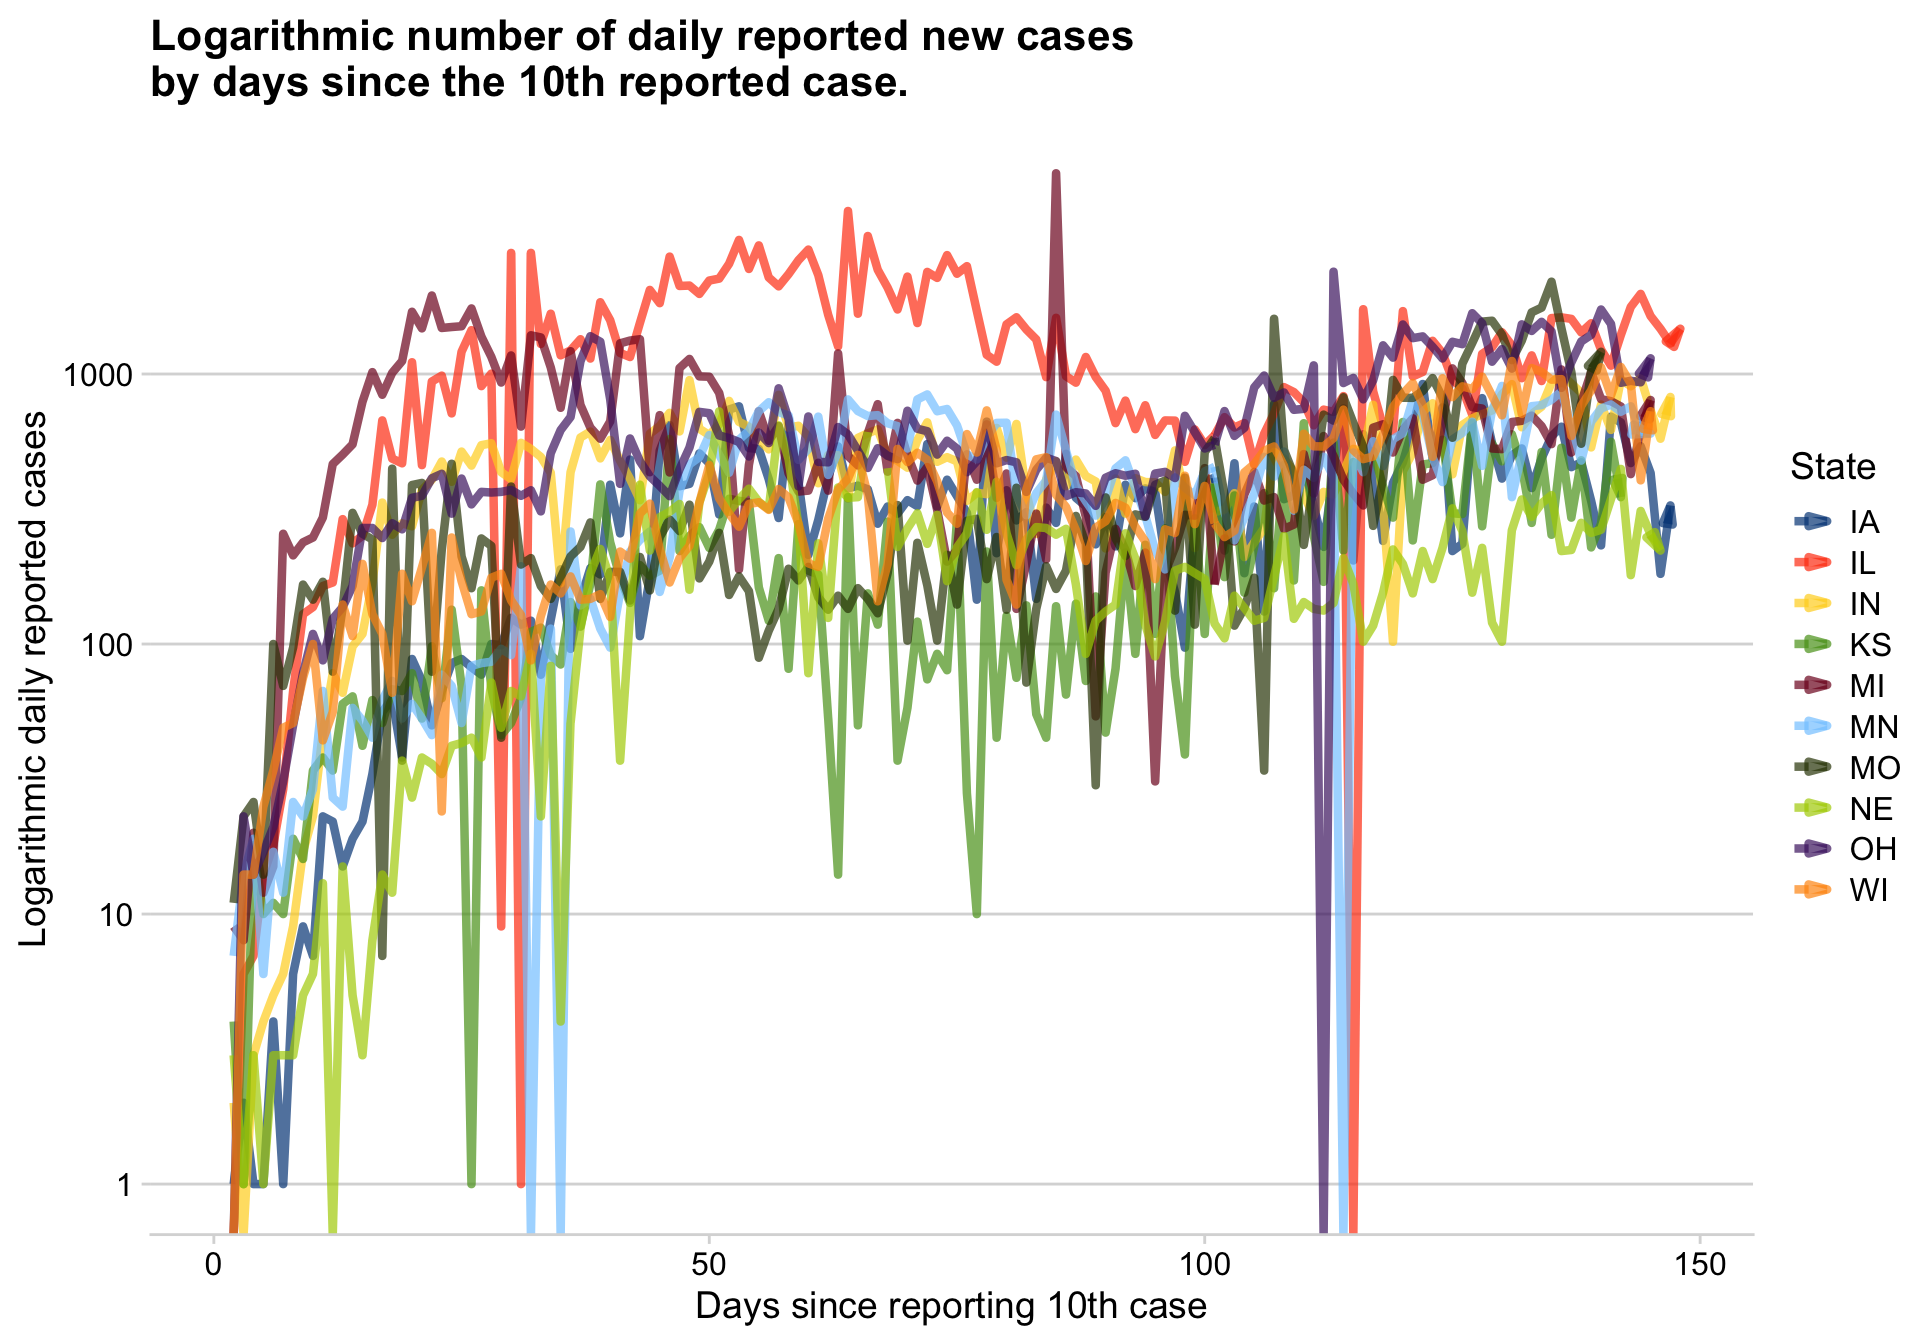 Logarithmic number of daily reported new cases
by days since the 10th reported case.
Logarithmic daily reported cases
1000
100
10
1
0
50
100
150
Days since reporting 10th case
State
IA
IL
IN
KS
MI
MN
MO
NE
OH
WI